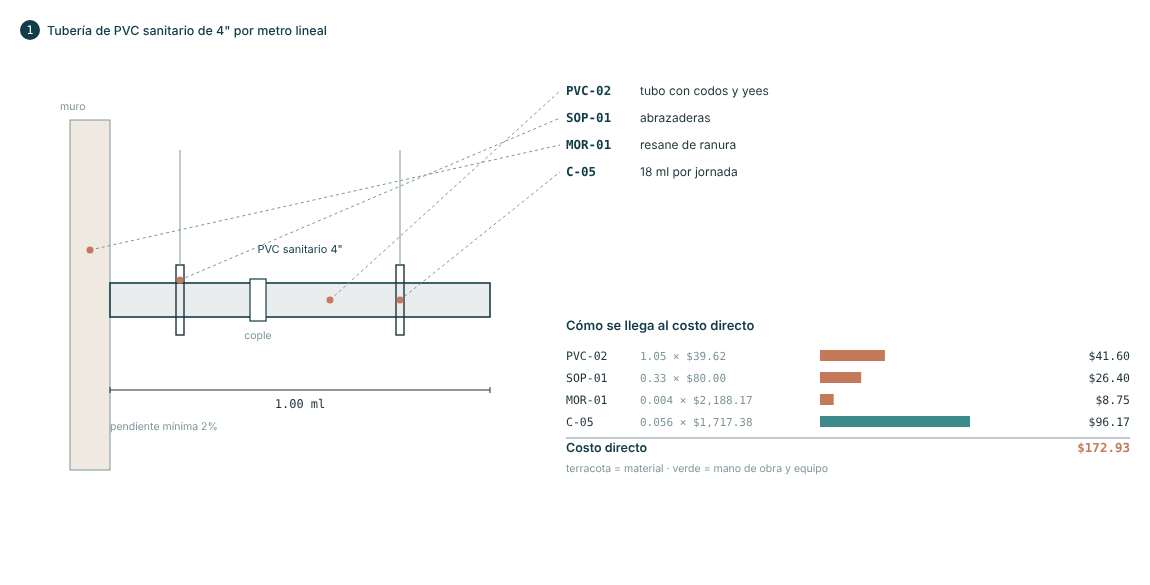 1 Tubería de PVC sanitario de 4" por metro lineal
muro
PVC-02 tubo con codos y yees
SOP-01 abrazaderas
MOR-01 resane de ranura
C-05 18 ml por jornada
PVC sanitario 4"
cople
1.00 ml
pendiente mínima 2%
Cómo se llega al costo directo
PVC-02 1.05 × $39.62 $41.60
SOP-01 0.33 × $80.00 $26.40
MOR-01 0.004 × $2,188.17 $8.75
C-05 0.056 × $1,717.38 $96.17
Costo directo $172.93
terracota = material · verde = mano de obra y equipo